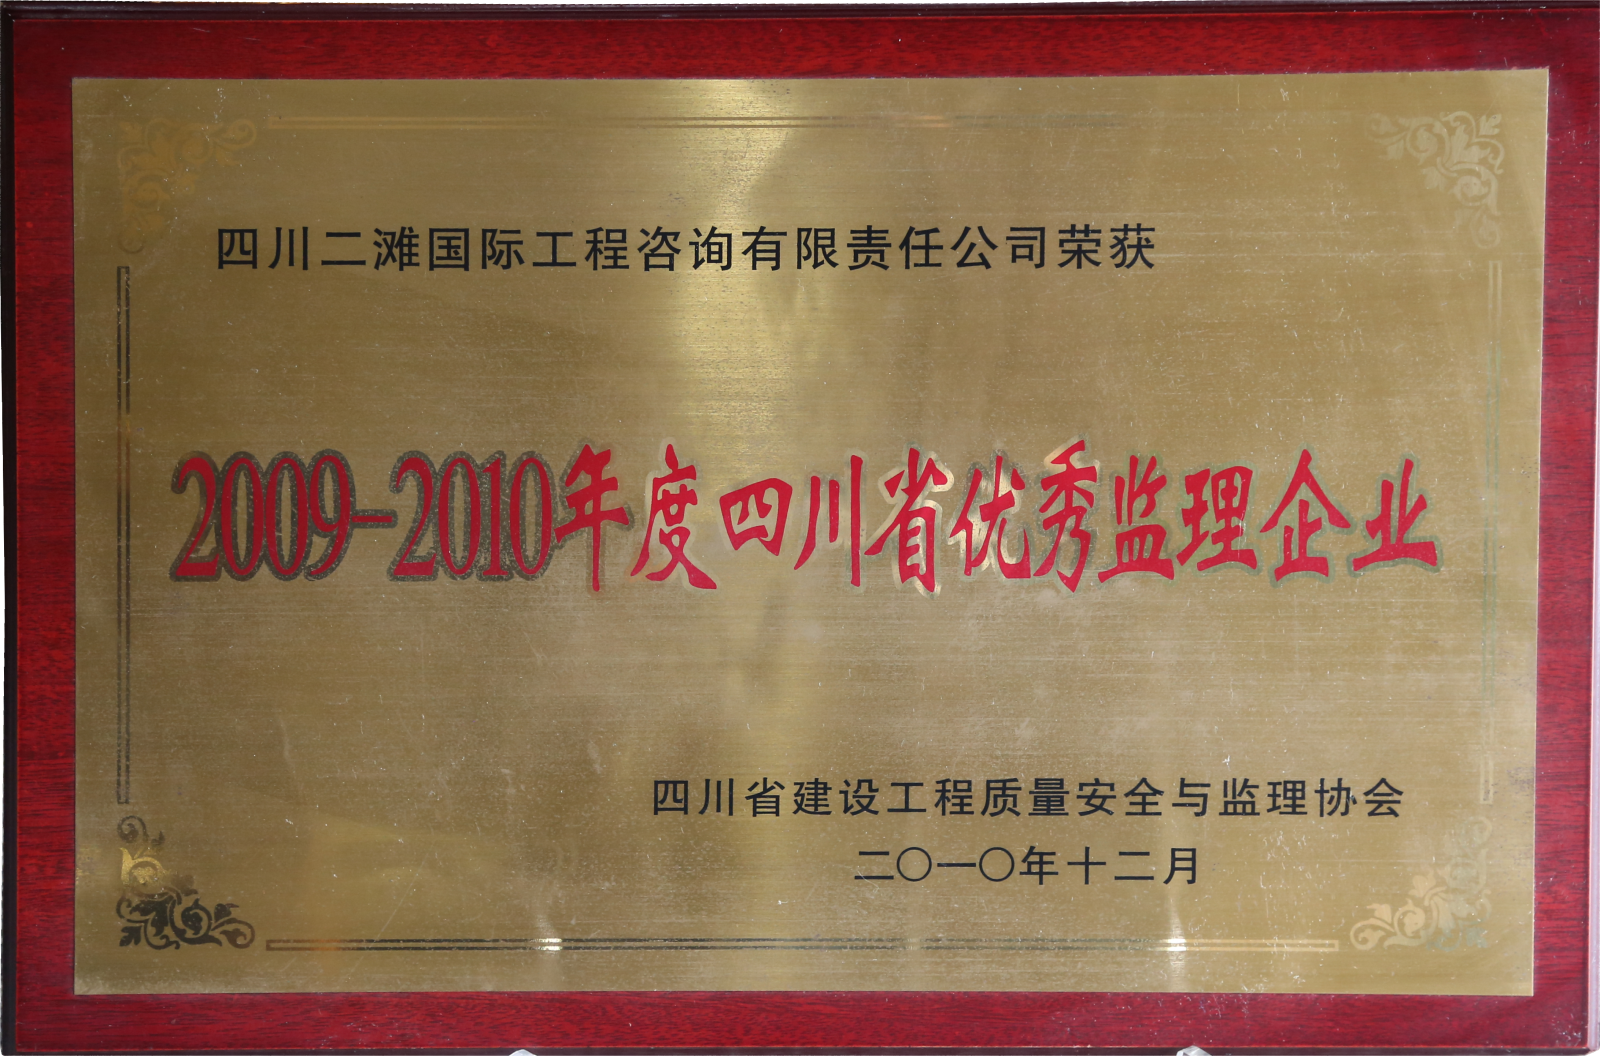 四川二滩国际工程咨询有限责任公司荣获
2009-2010年度四川省优秀监理企业
四川省建设工程质量安全与监理协会
二〇一〇年十二月